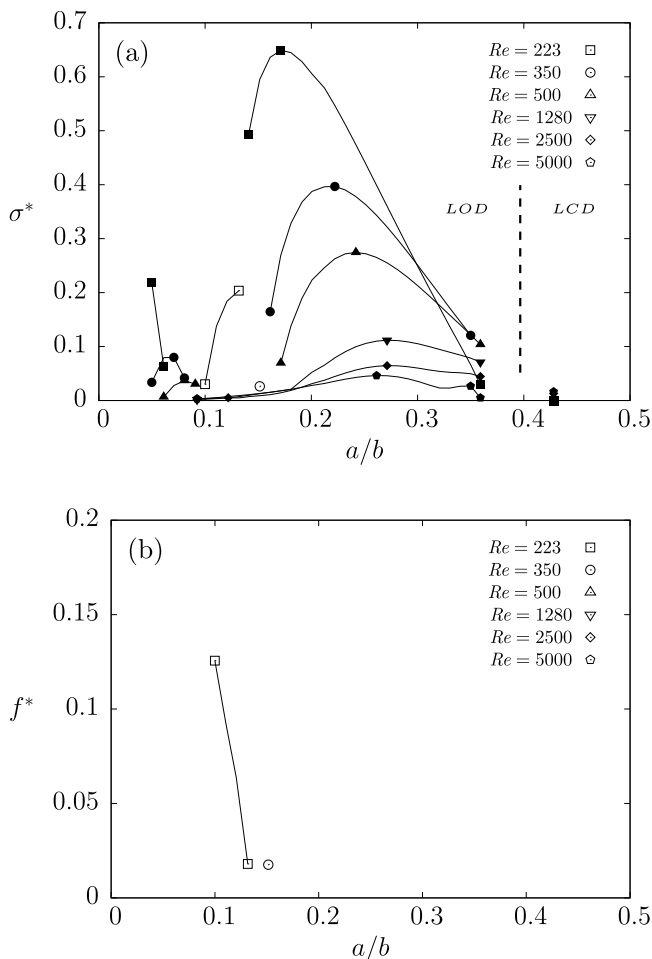 0.7
(a)
Re = 223
0.6
Re = 350
Re = 500
0.5
Re = 1280
Re = 2500
Re = 5000
0.4
σ*
LOD
LCD
0.3
0.2
0.1
0
0
0.1
0.2
0.3
0.4
0.5
a/b
0.2
(b)
Re = 223
Re = 350
Re = 500
0.15
Re = 1280
Re = 2500
Re = 5000
0.1
f*
0.05
0
0
0.1
0.2
0.3
0.4
0.5
a/b